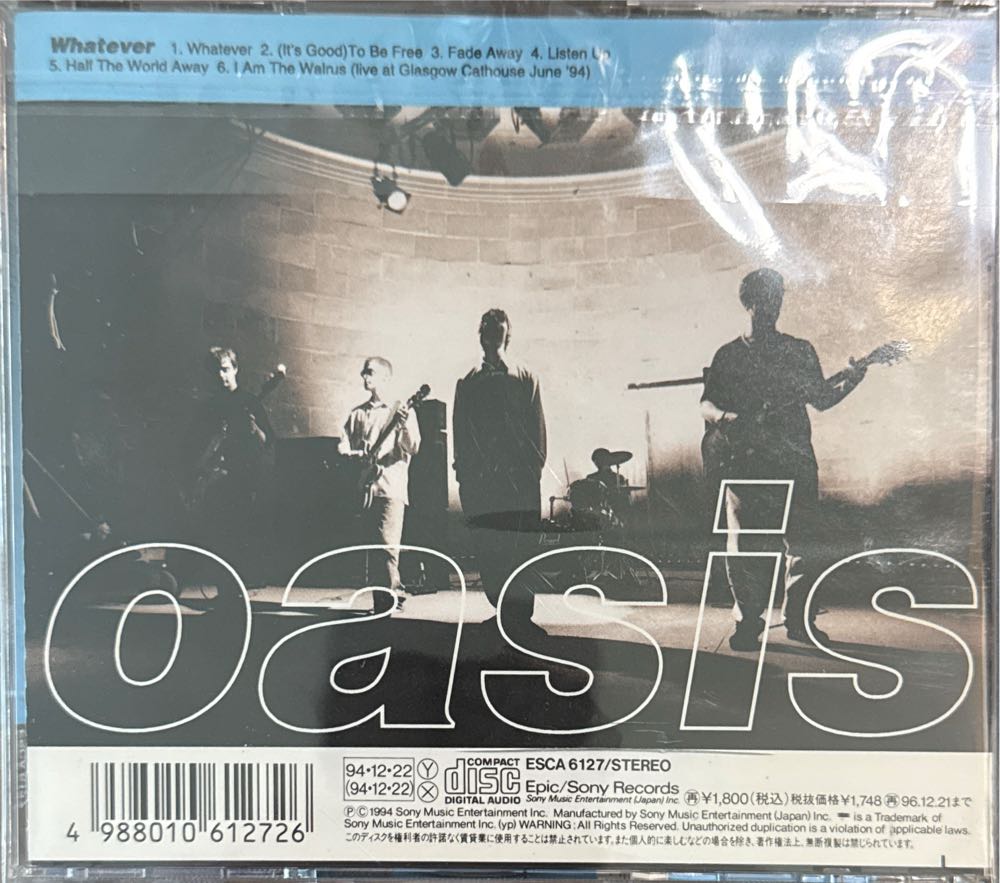 Whatever 1. Whatever 2. (It's Good)To Be Free 3. Fade Away 4. Listen Up
5. Half The World Away 6. I Am The Walrus (live at Glasgow Cathouse June '94)
oasis
94・12・22 Y
(94・12・22) X
COMPACT
disc
DIGITAL AUDIO
ESCA 6127/STEREO
Epic/Sony Records
Sony Music Entertainment (Japan) Inc. 再¥1,800(税込)税抜価格¥1,748 再96.12.21まで
ⓅⒸ1994 Sony Music Entertainment Inc. Manufactured by Sony Music Entertainment (Japan) Inc. is a Trademark of
Sony Music Entertainment Inc. (yp) WARNING: All Rights Reserved. Unauthorized duplication is a violation of applicable laws.
このディスクを権利者の許諾なく賃貸業に使用することは禁止されています。また個人的に楽しむなどの場合を除き、著作権法上、無断複製は禁じられています。
4 988010 612726